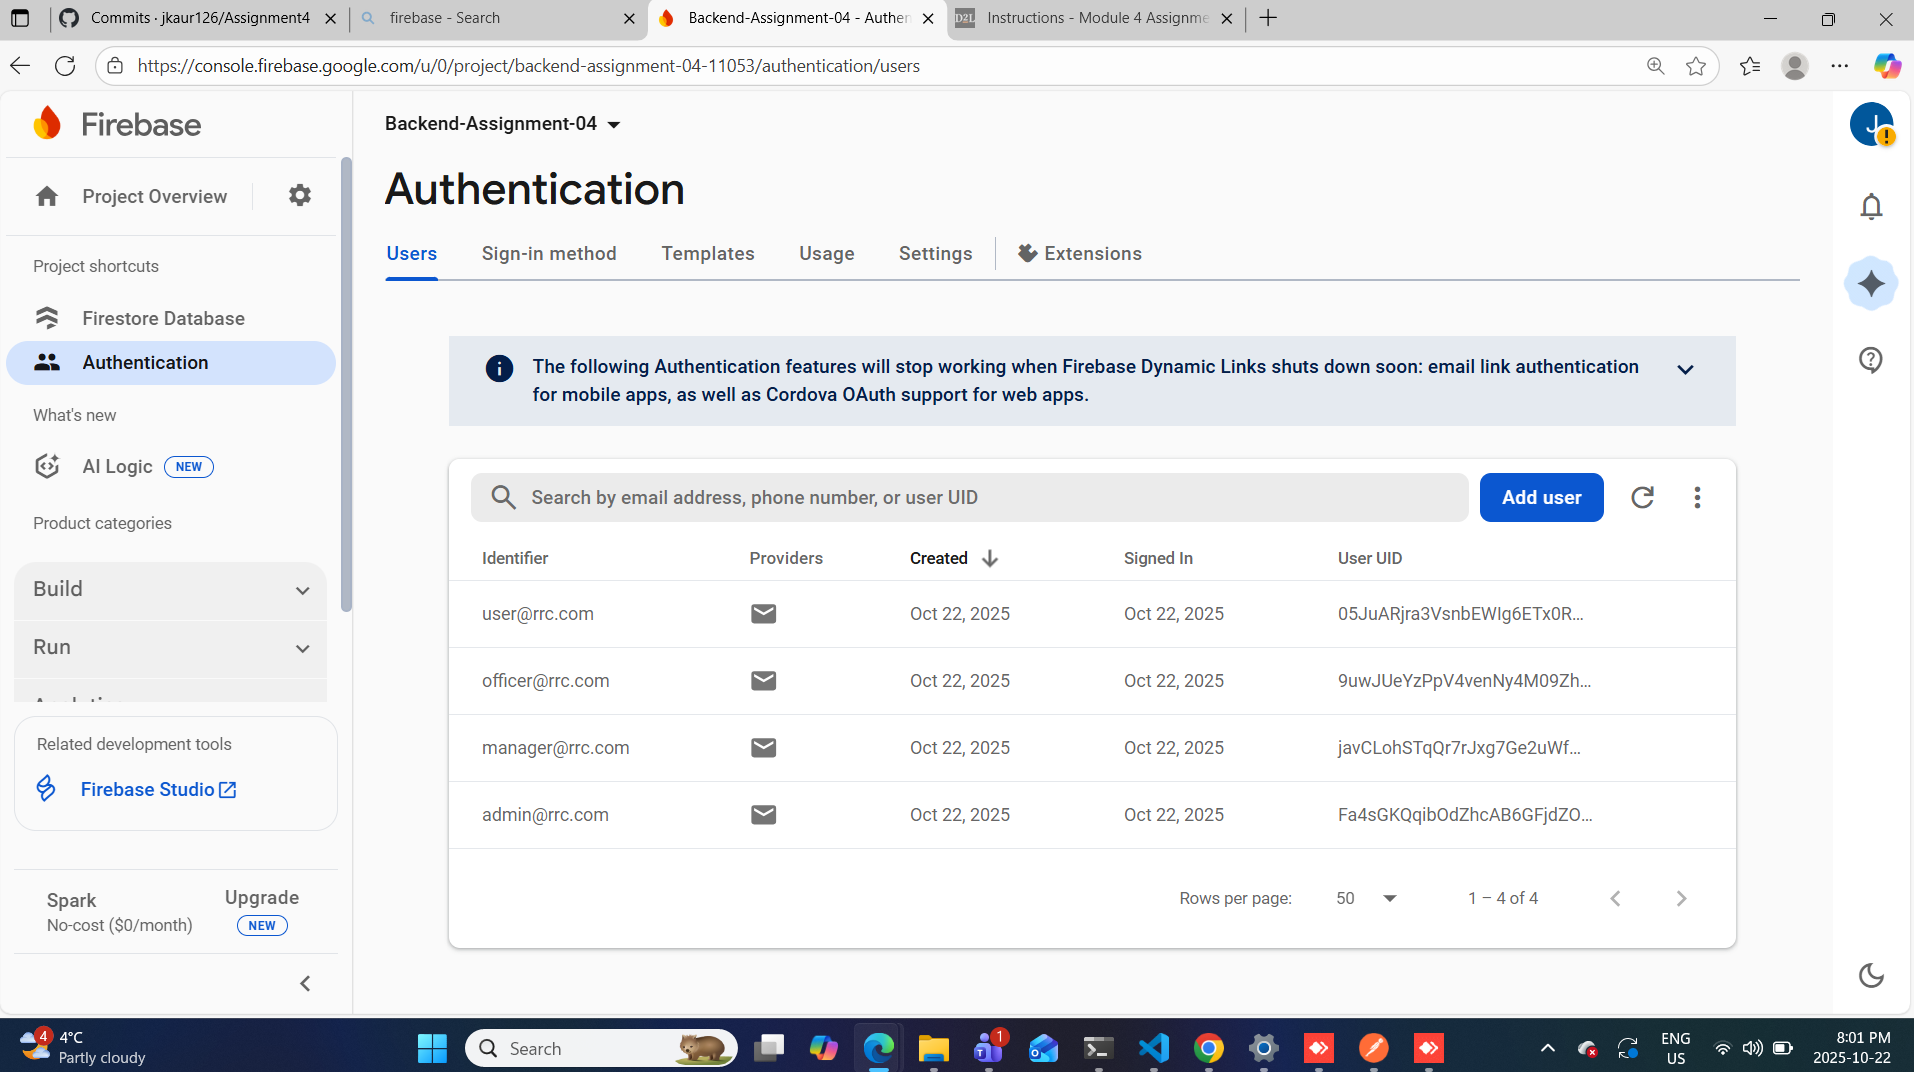 Commits · jkaur126/Assignment4
firebase - Search
Backend-Assignment-04 - Authen
Instructions - Module 4 Assignme
https://console.firebase.google.com/u/0/project/backend-assignment-04-11053/authentication/users
Firebase
Project Overview
Project shortcuts
Firestore Database
Authentication
What's new
AI Logic NEW
Product categories
Build
Run
Related development tools
Firebase Studio
Spark
No-cost ($0/month)
Upgrade
NEW
Backend-Assignment-04
J
Authentication
Users Sign-in method Templates Usage Settings Extensions
The following Authentication features will stop working when Firebase Dynamic Links shuts down soon: email link authentication
for mobile apps, as well as Cordova OAuth support for web apps.
Search by email address, phone number, or user UID
Add user
Identifier Providers Created Signed In User UID
user@rrc.com Oct 22, 2025 Oct 22, 2025 05JuARjra3VsnbEWIg6ETx0R...
officer@rrc.com Oct 22, 2025 Oct 22, 2025 9uwJUeYzPpV4venNy4M09Zh...
manager@rrc.com Oct 22, 2025 Oct 22, 2025 javCLohSTqQr7rJxg7Ge2uWf...
admin@rrc.com Oct 22, 2025 Oct 22, 2025 Fa4sGKQqibOdZhcAB6GFjdZO...
Rows per page: 50 1 – 4 of 4
4
4°C
Partly cloudy
Search
1
ENG
US
8:01 PM
2025-10-22